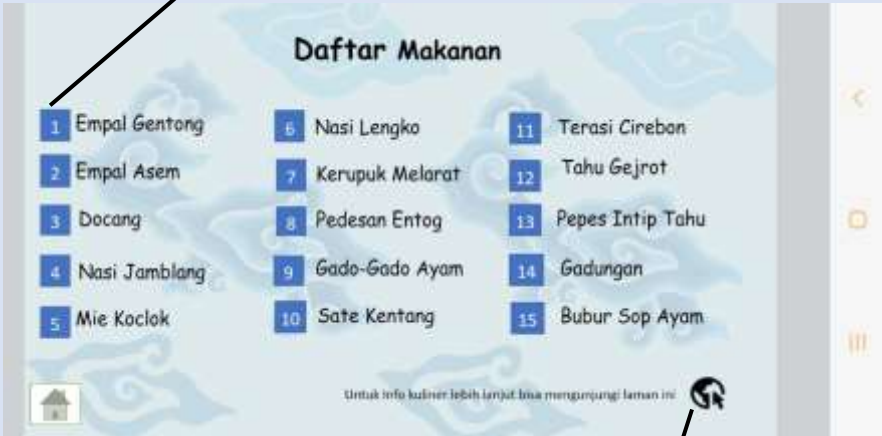 Daftar Makanan
1 Empal Gentong
2 Empal Asem
3 Docang
4 Nasi Jamblang
5 Mie Koclok
6 Nasi Lengko
7 Kerupuk Melarat
8 Pedesan Entog
9 Gado-Gado Ayam
10 Sate Kentang
11 Terasi Cirebon
12 Tahu Gejrot
13 Pepes Intip Tahu
14 Gadungan
15 Bubur Sop Ayam
Untuk info kuliner lebih lanjut bisa mengunjungi laman ini